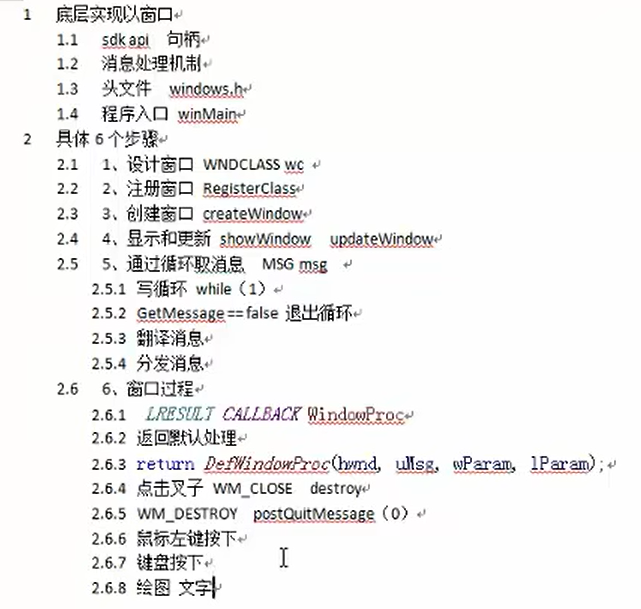 1 底层实现以窗口
1.1 sdk api 句柄
1.2 消息处理机制
1.3 头文件 windows.h
1.4 程序入口 winMain
2 具体 6 个步骤
2.1 1、设计窗口 WNDCLASS wc
2.2 2、注册窗口 RegisterClass
2.3 3、创建窗口 createWindow
2.4 4、显示和更新 showWindow updateWindow
2.5 5、通过循环取消息 MSG msg
2.5.1 写循环 while（1）
2.5.2 GetMessage == false 退出循环
2.5.3 翻译消息
2.5.4 分发消息
2.6 6、窗口过程
2.6.1 LRESULT CALLBACK WindowProc
2.6.2 返回默认处理
2.6.3 return DefWindowProc(hwnd, uMsg, wParam, lParam);
2.6.4 点击叉子 WM_CLOSE destroy
2.6.5 WM_DESTROY postQuitMessage（0）
2.6.6 鼠标左键按下
2.6.7 键盘按下
2.6.8 绘图 文字